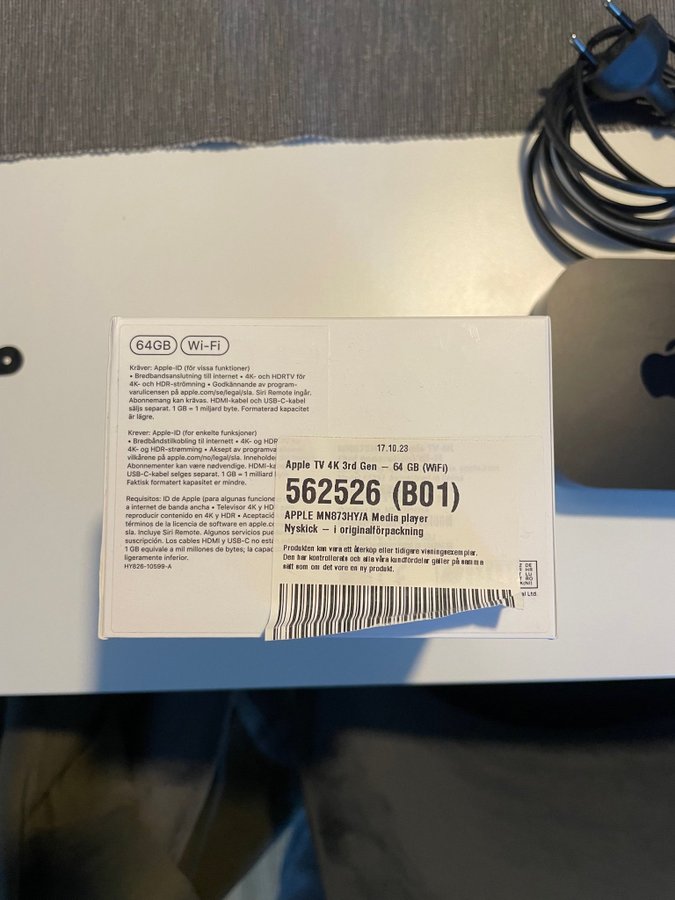 64GB Wi-Fi
Kräver: Apple-ID (för vissa funktioner)
• Bredbandsanslutning till internet • 4K- och HDRTV för
4K- och HDR-strömning • Godkännande av program-
varulicensen på apple.com/se/legal/sla. Siri Remote ingår.
Abonnemang kan krävas. HDMI-kabel och USB-C-kabel
säljs separat. 1 GB = 1 miljard byte. Formaterad kapacitet
är lägre.
Krever: Apple-ID (for enkelte funksjoner)
• Bredbåndstilkobling til internett • 4K- og HDR
4K- og HDR-strømming • Aksept av programva
vilkårene på apple.com/no/legal/sla. Inneholde
Abonnementer kan være nødvendige. HDMI-ka
USB-C-kabel selges separat. 1 GB = 1 milliard
Faktisk formatert kapasitet er mindre.
Requisitos: ID de Apple (para algunas funcione
a internet de banda ancha • Televisor 4K y HD
reproducir contenido en 4K y HDR • Aceptació
términos de la licencia de software en apple.co
sla. Incluye Siri Remote. Algunos servicios pue
suscripción. Los cables HDMI y USB-C no está
1 GB equivale a mil millones de bytes; la capac
ligeramente inferior.
HY826-10599-A
17.10.23
Apple TV 4K 3rd Gen – 64 GB (WiFi)
562526 (B01)
APPLE MN873HY/A Media player
Nyskick – i originalförpackning
Produkten kan vara ett återköp eller tidigare visningsexemplar.
Den har kontrollerats och alla våra kundfördelar gäller på samma
sätt som om det vore en ny produkt.
al Ltd.